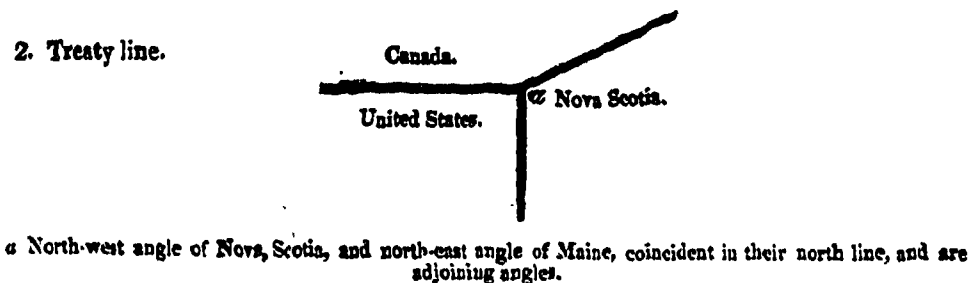 2. Treaty line.
Canada.
a Nova Scotia.
United States.
a North-west angle of Nova, Scotia, and north-east angle of Maine, coincident in their north line, and are
adjoining angles.